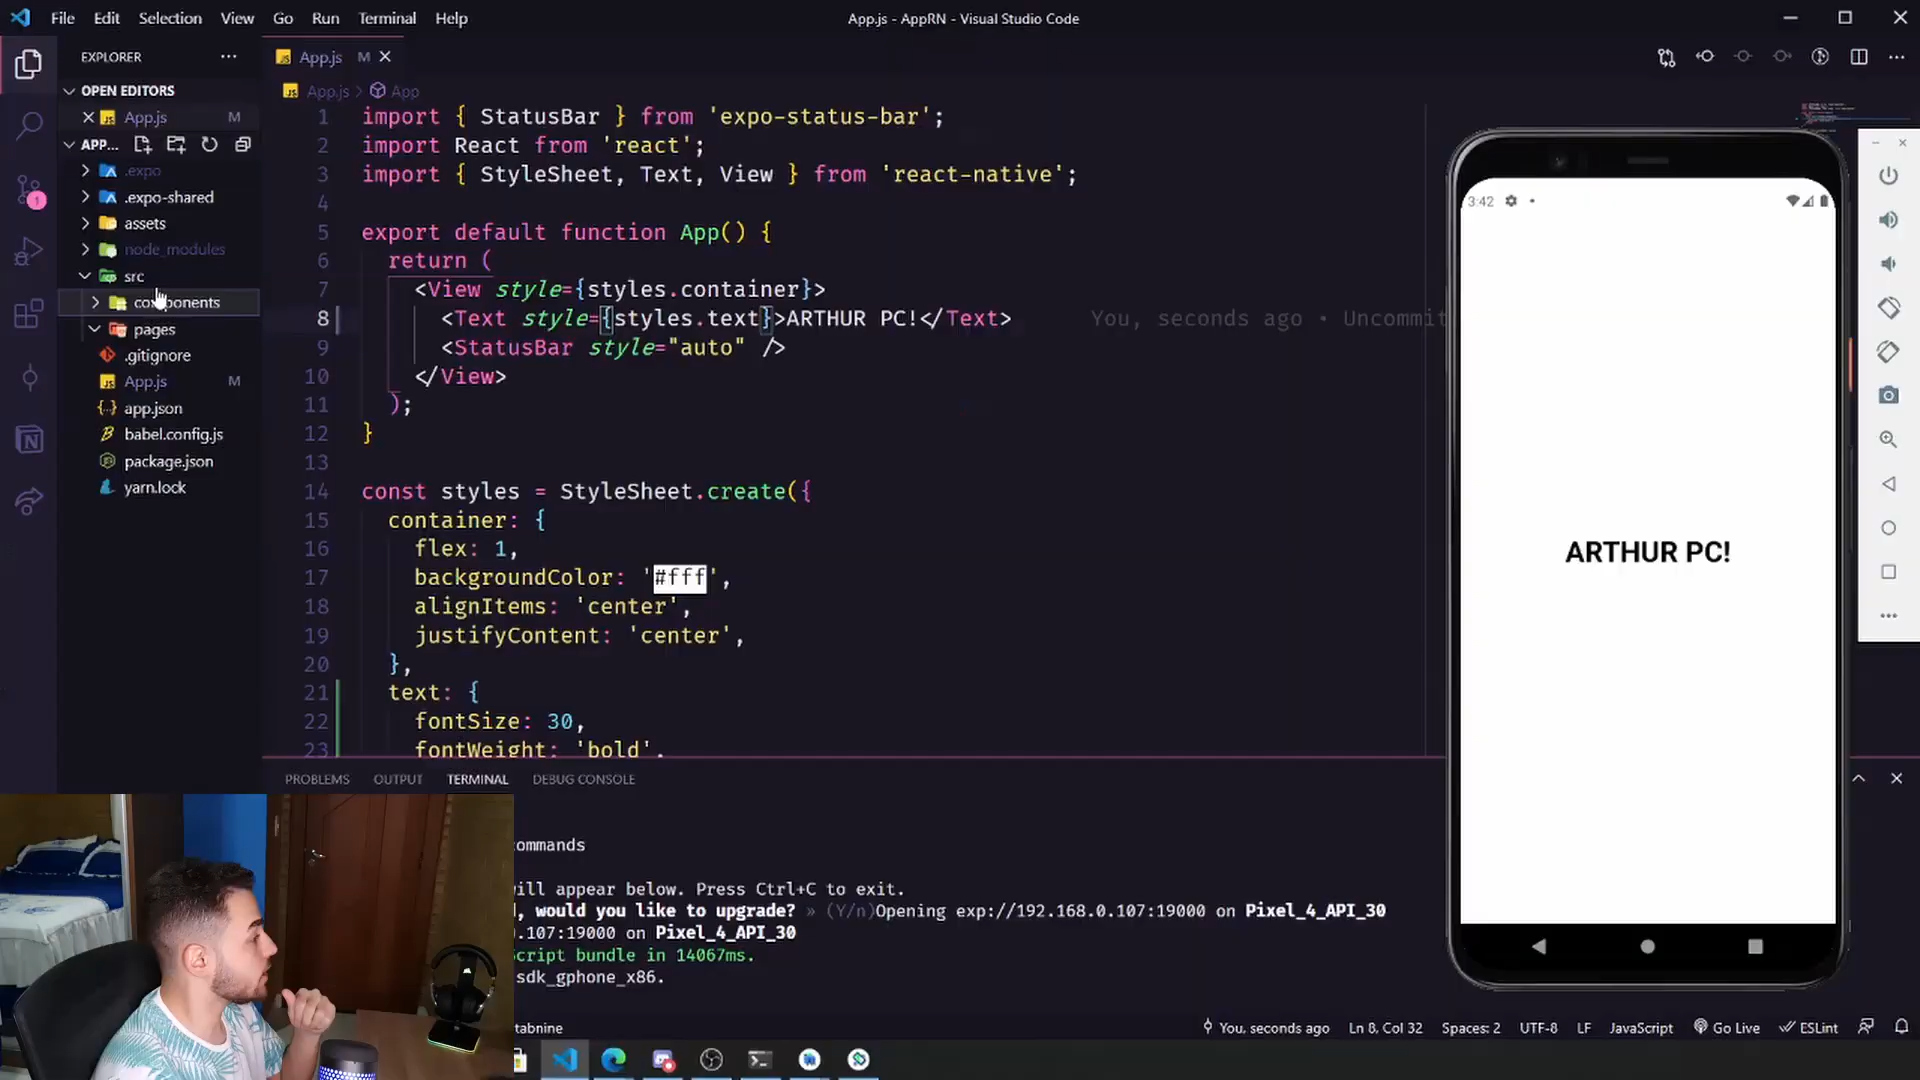 File Edit Selection View Go Run Terminal Help
App.js - AppRN - Visual Studio Code
EXPLORER
OPEN EDITORS
App.js M
APP...
.expo
.expo-shared
assets
node_modules
src
components
pages
.gitignore
App.js M
app.json
babel.config.js
package.json
yarn.lock
App.js M
App.js > App
1 import { StatusBar } from 'expo-status-bar';
2 import React from 'react';
3 import { StyleSheet, Text, View } from 'react-native';
4
5 export default function App() {
6 return (
7 <View style={styles.container}>
8 <Text style={styles.text}>ARTHUR PC!</Text> You, seconds ago • Uncommit
9 <StatusBar style="auto" />
10 </View>
11 );
12 }
13
14 const styles = StyleSheet.create({
15 container: {
16 flex: 1,
17 backgroundColor: '#fff',
18 alignItems: 'center',
19 justifyContent: 'center',
20 },
21 text: {
22 fontSize: 30,
23 fontWeight: 'bold',
PROBLEMS OUTPUT TERMINAL DEBUG CONSOLE
ommands
will appear below. Press Ctrl+C to exit.
, would you like to upgrade? » (Y/n)Opening exp://192.168.0.107:19000 on Pixel_4_API_30
.107:19000 on Pixel_4_API_30
cript bundle in 14067ms.
sdk_gphone_x86.
tabnine
You, seconds ago Ln 8, Col 32 Spaces: 2 UTF-8 LF JavaScript Go Live ESLint
3:42
ARTHUR PC!
1